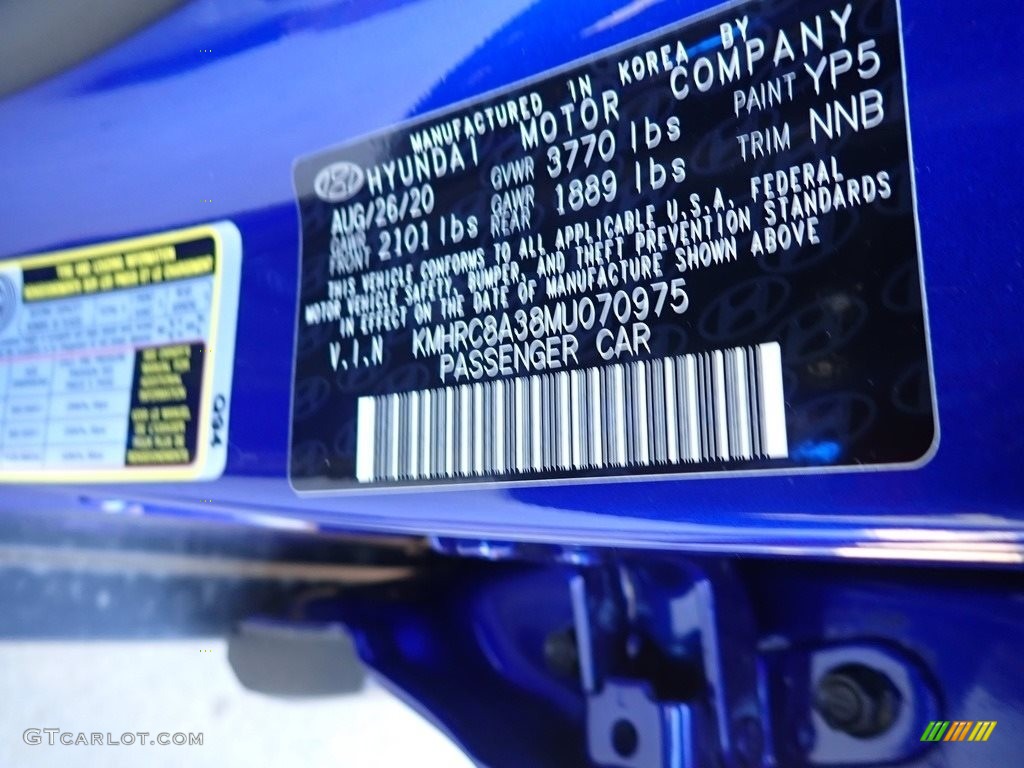 MANUFACTURED IN KOREA BY
HYUNDAI MOTOR COMPANY
AUG/26/20 GVWR 3770 lbs PAINT YP5
GAWR FRONT 2101 lbs GAWR REAR 1889 lbs TRIM NNB
THIS VEHICLE CONFORMS TO ALL APPLICABLE U.S.A. FEDERAL
MOTOR VEHICLE SAFETY, BUMPER, AND THEFT PREVENTION STANDARDS
IN EFFECT ON THE DATE OF MANUFACTURE SHOWN ABOVE
V.I.N KMHRC8A38MU070975
PASSENGER CAR
094
GTCARLOT.COM